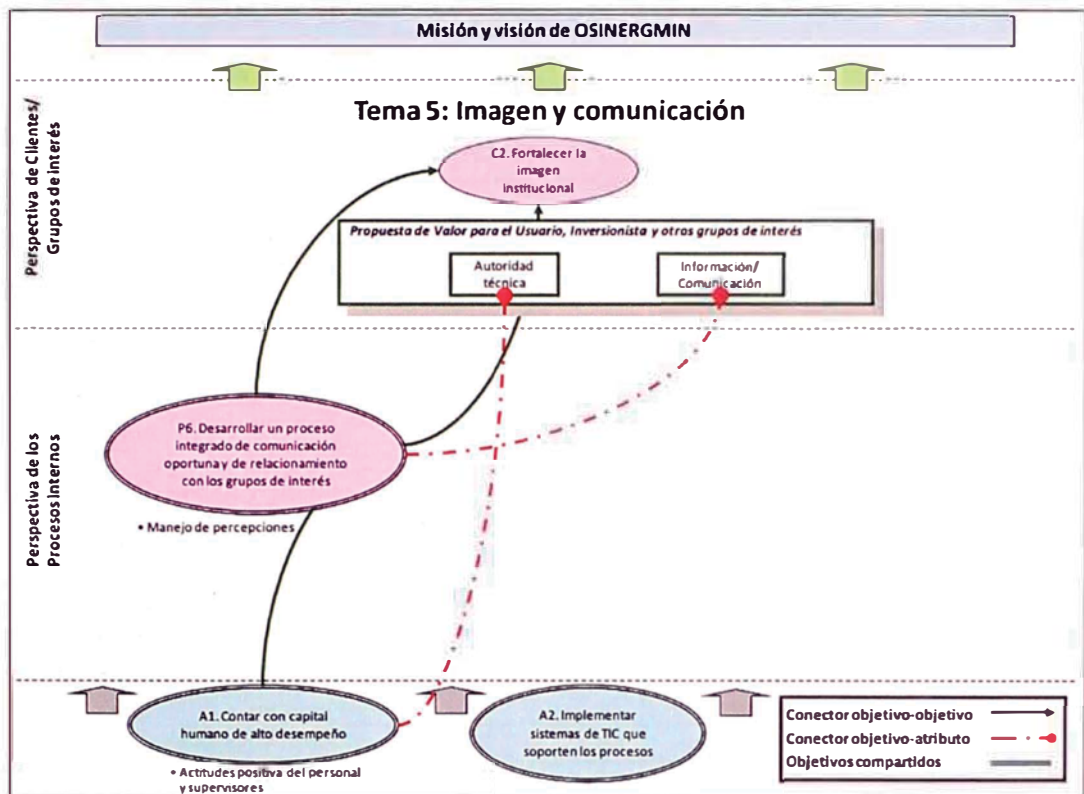 Misión y visión de OSINERGMIN
Perspectiva de Clientes/
Grupos de interés
Tema 5: Imagen y comunicación
C2. Fortalecer la
imagen
institucional
Propuesta de Valor para el Usuario, Inversionista y otros grupos de interés
Autoridad
técnica
Información/
Comunicación
Perspectiva de los
Procesos internos
P6. Desarrollar un proceso
integrado de comunicación
oportuna y de relacionamiento
con los grupos de interés
• Manejo de percepciones
A1. Contar con capital
humano de alto desempeño
• Actitudes positiva del personal
y supervisores
A2. Implementar
sistemas de TIC que
soporten los procesos
Conector objetivo-objetivo
Conector objetivo-atributo
Objetivos compartidos